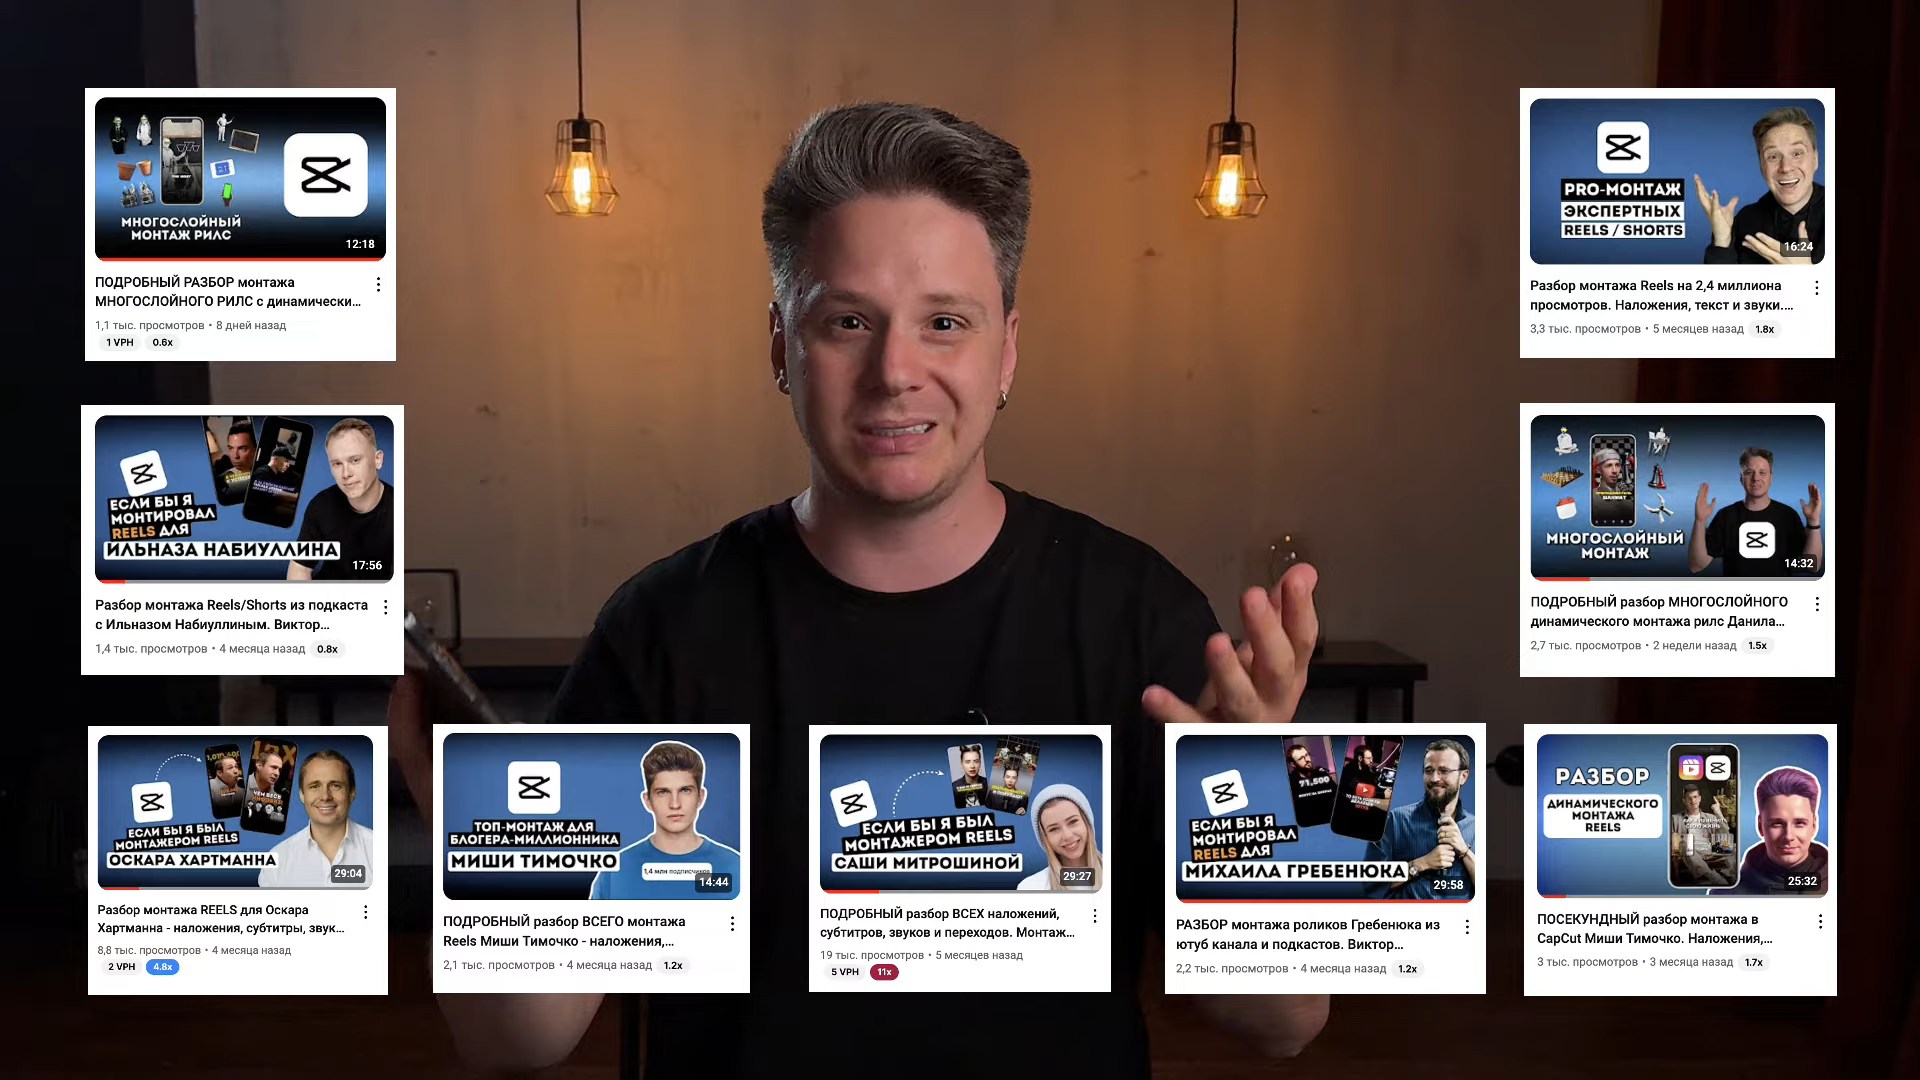 МНОГОСЛОЙНЫЙ
МОНТАЖ РИЛС
12:18
ПОДРОБНЫЙ РАЗБОР монтажа
МНОГОСЛОЙНОГО РИЛС с динамически...
1,1 тыс. просмотров • 8 дней назад
1 VPH 0.6x
PRO-МОНТАЖ
ЭКСПЕРТНЫХ
REELS / SHORTS
16:24
Разбор монтажа Reels на 2,4 миллиона
просмотров. Наложения, текст и звуки....
3,3 тыс. просмотров • 5 месяцев назад 1.8x
ЕСЛИ БЫ Я
МОНТИРОВАЛ
REELS ДЛЯ
ИЛЬНАЗА НАБИУЛЛИНА
17:56
Разбор монтажа Reels/Shorts из подкаста
с Ильназом Набиуллиным. Виктор...
1,4 тыс. просмотров • 4 месяца назад 0.8x
МНОГОСЛОЙНЫЙ
МОНТАЖ
14:32
ПОДРОБНЫЙ разбор МНОГОСЛОЙНОГО
динамического монтажа рилс Данила...
2,7 тыс. просмотров • 2 недели назад 1.5x
ЕСЛИ БЫ Я БЫЛ
МОНТАЖЕРОМ REELS
ОСКАРА ХАРТМАННА
29:04
Разбор монтажа REELS для Оскара
Хартманна - наложения, субтитры, звук...
8,8 тыс. просмотров • 4 месяца назад
2 VPH 4.8x
ТОП-МОНТАЖ ДЛЯ
БЛОГЕРА-МИЛЛИОННИКА
МИШИ ТИМОЧКО
14:44
ПОДРОБНЫЙ разбор ВСЕГО монтажа
Reels Миши Тимочко - наложения,...
2,1 тыс. просмотров • 4 месяца назад 1.2x
ЕСЛИ БЫ Я БЫЛ
МОНТАЖЕРОМ REELS
САШИ МИТРОШИНОЙ
29:27
ПОДРОБНЫЙ разбор ВСЕХ наложений,
субтитров, звуков и переходов. Монтаж...
19 тыс. просмотров • 5 месяцев назад
5 VPH 11x
71,500
ЕСЛИ БЫ Я
МОНТИРОВАЛ
REELS ДЛЯ
МИХАИЛА ГРЕБЕНЮКА
29:58
РАЗБОР монтажа роликов Гребенюка из
ютуб канала и подкастов. Виктор...
2,2 тыс. просмотров • 4 месяца назад 1.2x
РАЗБОР
ДИНАМИЧЕСКОГО
МОНТАЖА
REELS
25:32
ПОСЕКУНДНЫЙ разбор монтажа в
CapCut Миши Тимочко. Наложения,...
3 тыс. просмотров • 3 месяца назад 1.7x